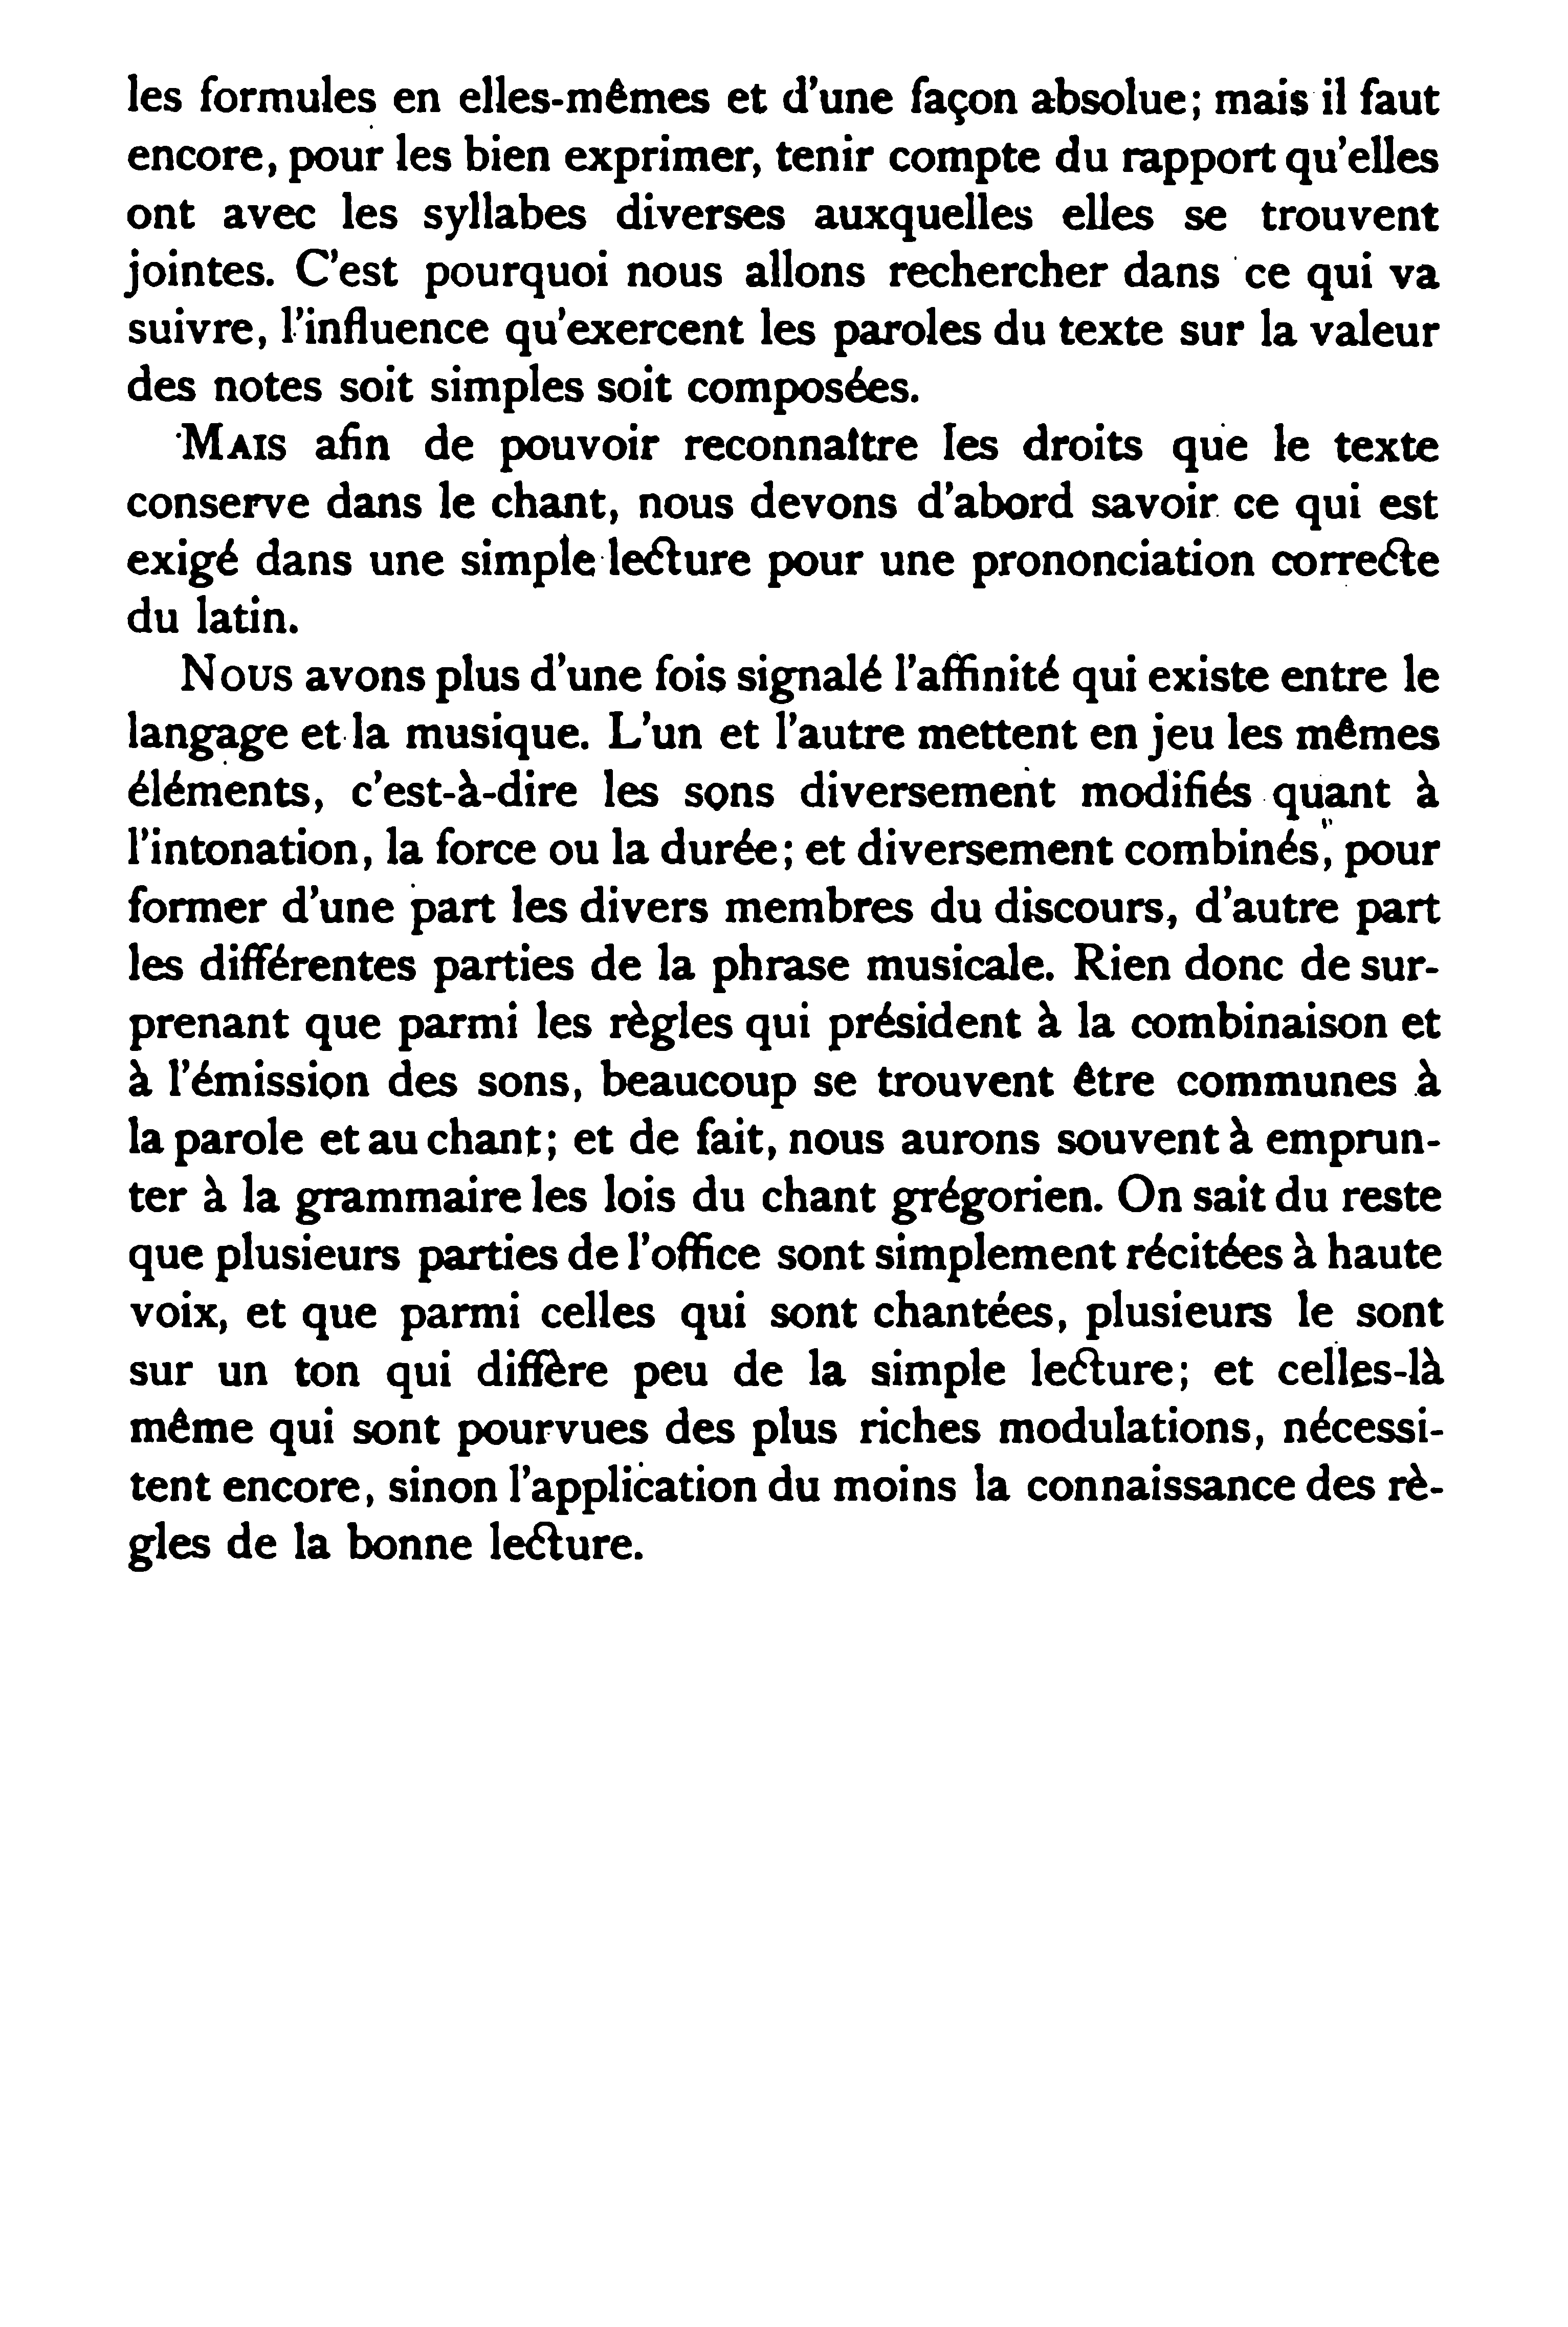 les formules en elles-mêmes et d'une façon absolue; mais il faut
encore, pour les bien exprimer, tenir compte du rapport qu'elles
ont avec les syllabes diverses auxquelles elles se trouvent
jointes. C'est pourquoi nous allons rechercher dans ce qui va
suivre, l'influence qu'exercent les paroles du texte sur la valeur
des notes soit simples soit composées.
MAIS afin de pouvoir reconnaître les droits que le texte
conserve dans le chant, nous devons d'abord savoir ce qui est
exigé dans une simple lecture pour une prononciation correcte
du latin.
NOUS avons plus d'une fois signalé l'affinité qui existe entre le
langage et la musique. L'un et l'autre mettent en jeu les mêmes
éléments, c'est-à-dire les sons diversement modifiés quant à
l'intonation, la force ou la durée; et diversement combinés, pour
former d'une part les divers membres du discours, d'autre part
les différentes parties de la phrase musicale. Rien donc de sur-
prenant que parmi les règles qui président à la combinaison et
à l'émission des sons, beaucoup se trouvent être communes à
la parole et au chant; et de fait, nous aurons souvent à emprun-
ter à la grammaire les lois du chant grégorien. On sait du reste
que plusieurs parties de l'office sont simplement récitées à haute
voix, et que parmi celles qui sont chantées, plusieurs le sont
sur un ton qui diffère peu de la simple lecture; et celles-là
même qui sont pourvues des plus riches modulations, nécessi-
tent encore, sinon l'application du moins la connaissance des rè-
gles de la bonne lecture.